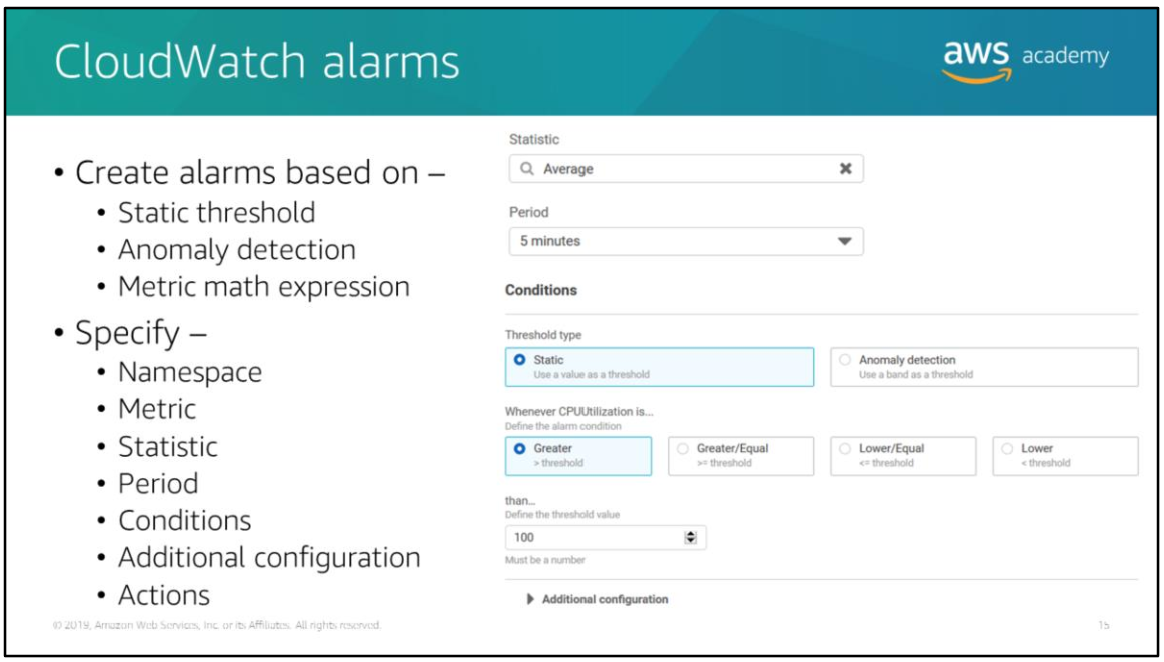 CloudWatch alarms
aws academy
• Create alarms based on –
• Static threshold
• Anomaly detection
• Metric math expression
• Specify –
• Namespace
• Metric
• Statistic
• Period
• Conditions
• Additional configuration
• Actions
Statistic
Average
Period
5 minutes
Conditions
Threshold type
Static
Use a value as a threshold
Anomaly detection
Use a band as a threshold
Whenever CPUUtilization is...
Define the alarm condition
Greater
> threshold
Greater/Equal
>= threshold
Lower/Equal
<= threshold
Lower
< threshold
than...
Define the threshold value
100
Must be a number
Additional configuration
© 2019, Amazon Web Services, Inc. or its Affiliates. All rights reserved.
15